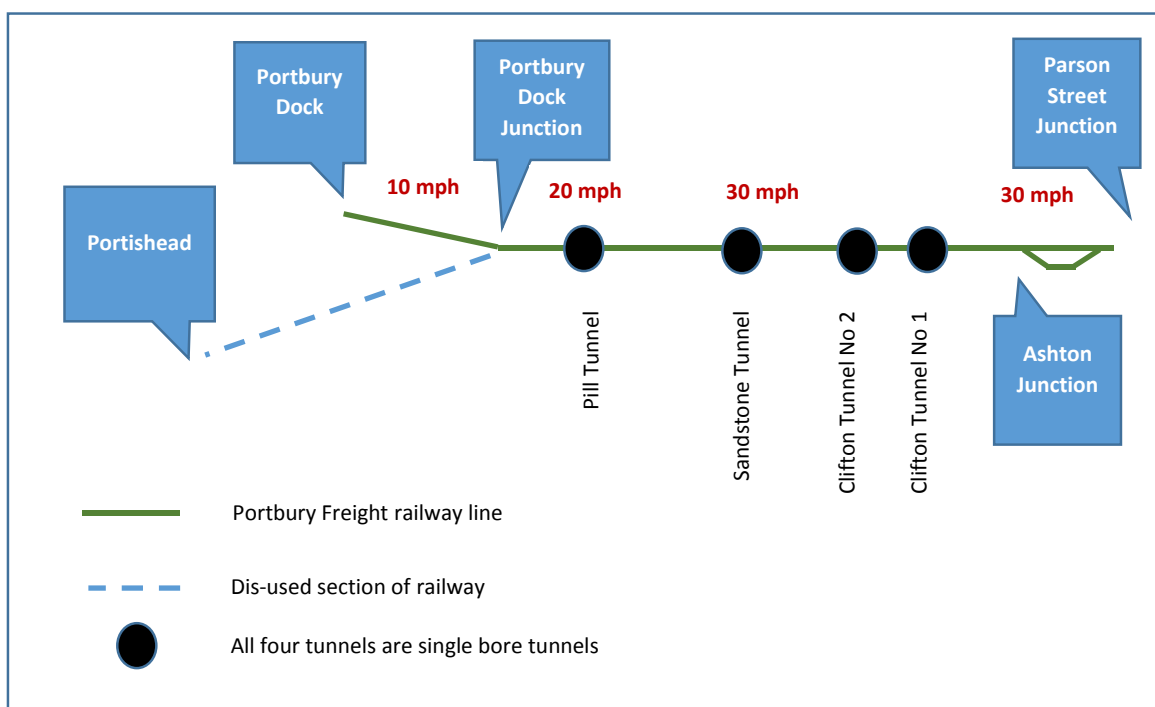 Portbury
Dock
Portbury
Dock
Junction
Parson
Street
Junction
10 mph
20 mph
30 mph
30 mph
Portishead
Pill Tunnel
Sandstone Tunnel
Clifton Tunnel No 2
Clifton Tunnel No 1
Ashton
Junction
Portbury Freight railway line
Dis-used section of railway
All four tunnels are single bore tunnels